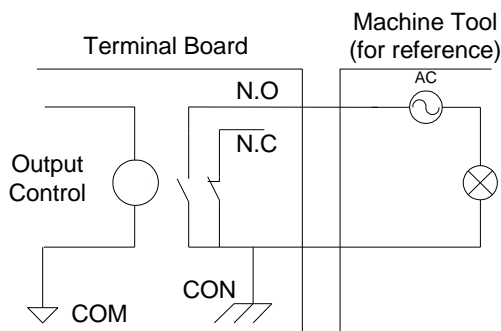 Terminal Board
Machine Tool
(for reference)
AC
N.O
N.C
Output
Control
CON
COM